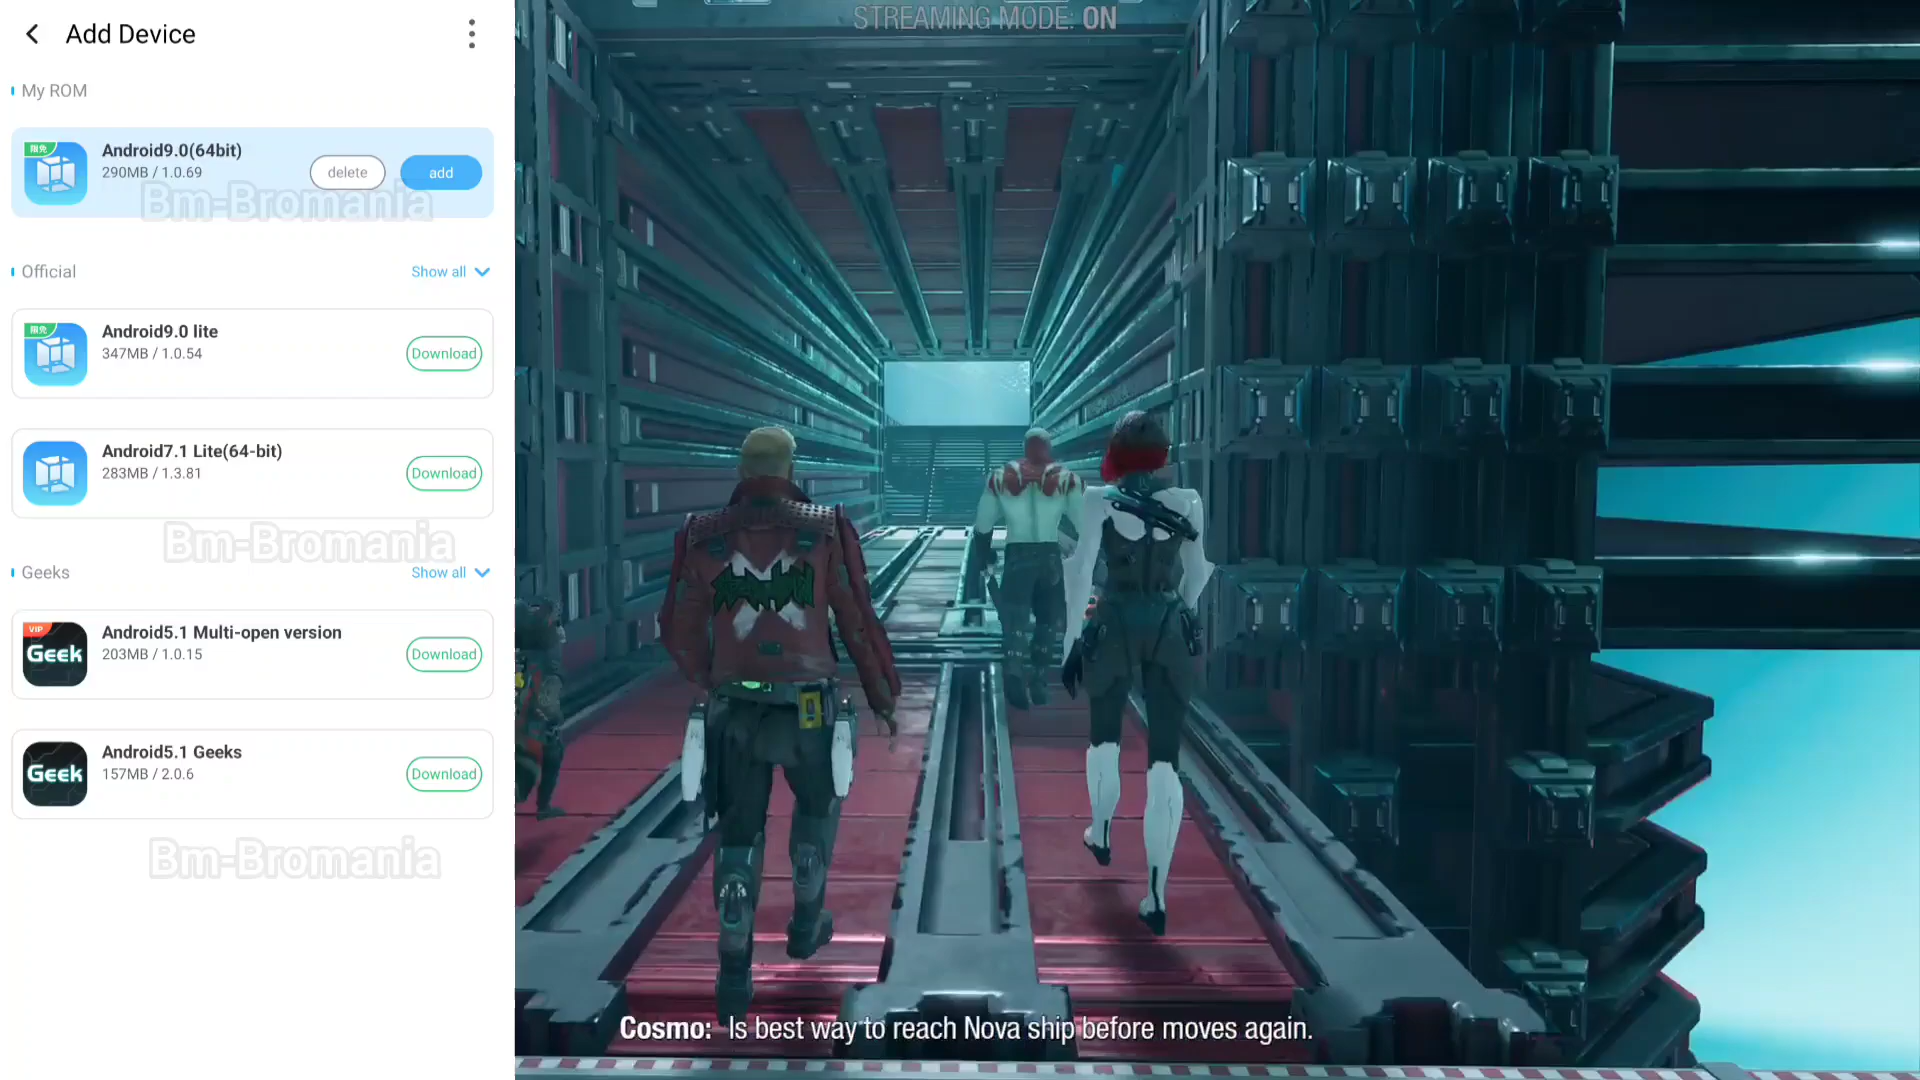 Add Device
My ROM
限免
Android9.0(64bit)
290MB / 1.0.69
delete
add
Bm-Bromania
Official
Show all
限免
Android9.0 lite
347MB / 1.0.54
Download
Android7.1 Lite(64-bit)
283MB / 1.3.81
Download
Bm-Bromania
Geeks
Show all
VIP
Geek
Android5.1 Multi-open version
203MB / 1.0.15
Download
Geek
Android5.1 Geeks
157MB / 2.0.6
Download
Bm-Bromania
STREAMING MODE: ON
Cosmo: Is best way to reach Nova ship before moves again.